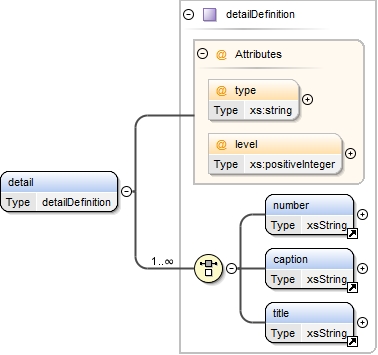 detailDefinition
@ Attributes
@ type
Type xs:string
@ level
Type xs:positiveInteger
detail
Type detailDefinition
1..∞
number
Type xsString
caption
Type xsString
title
Type xsString